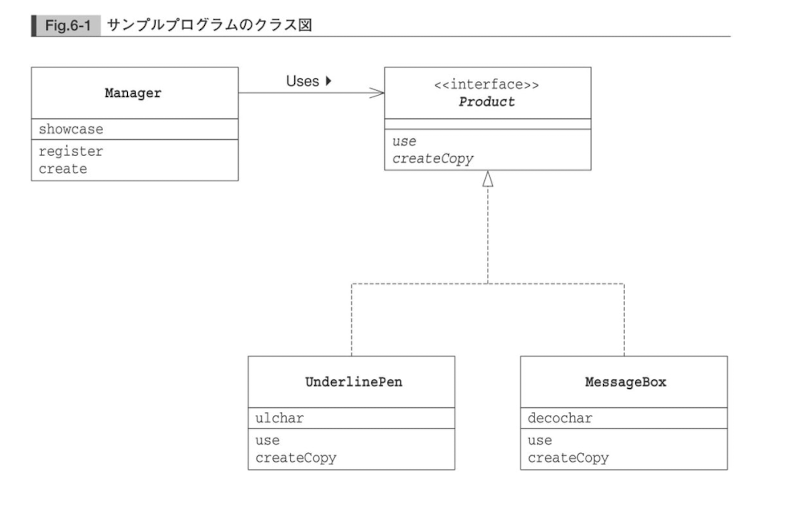 Fig.6-1 サンプルプログラムのクラス図
Manager
showcase
register
create
Uses ▶
<<interface>>
Product
use
createCopy
UnderlinePen
ulchar
use
createCopy
MessageBox
decochar
use
createCopy